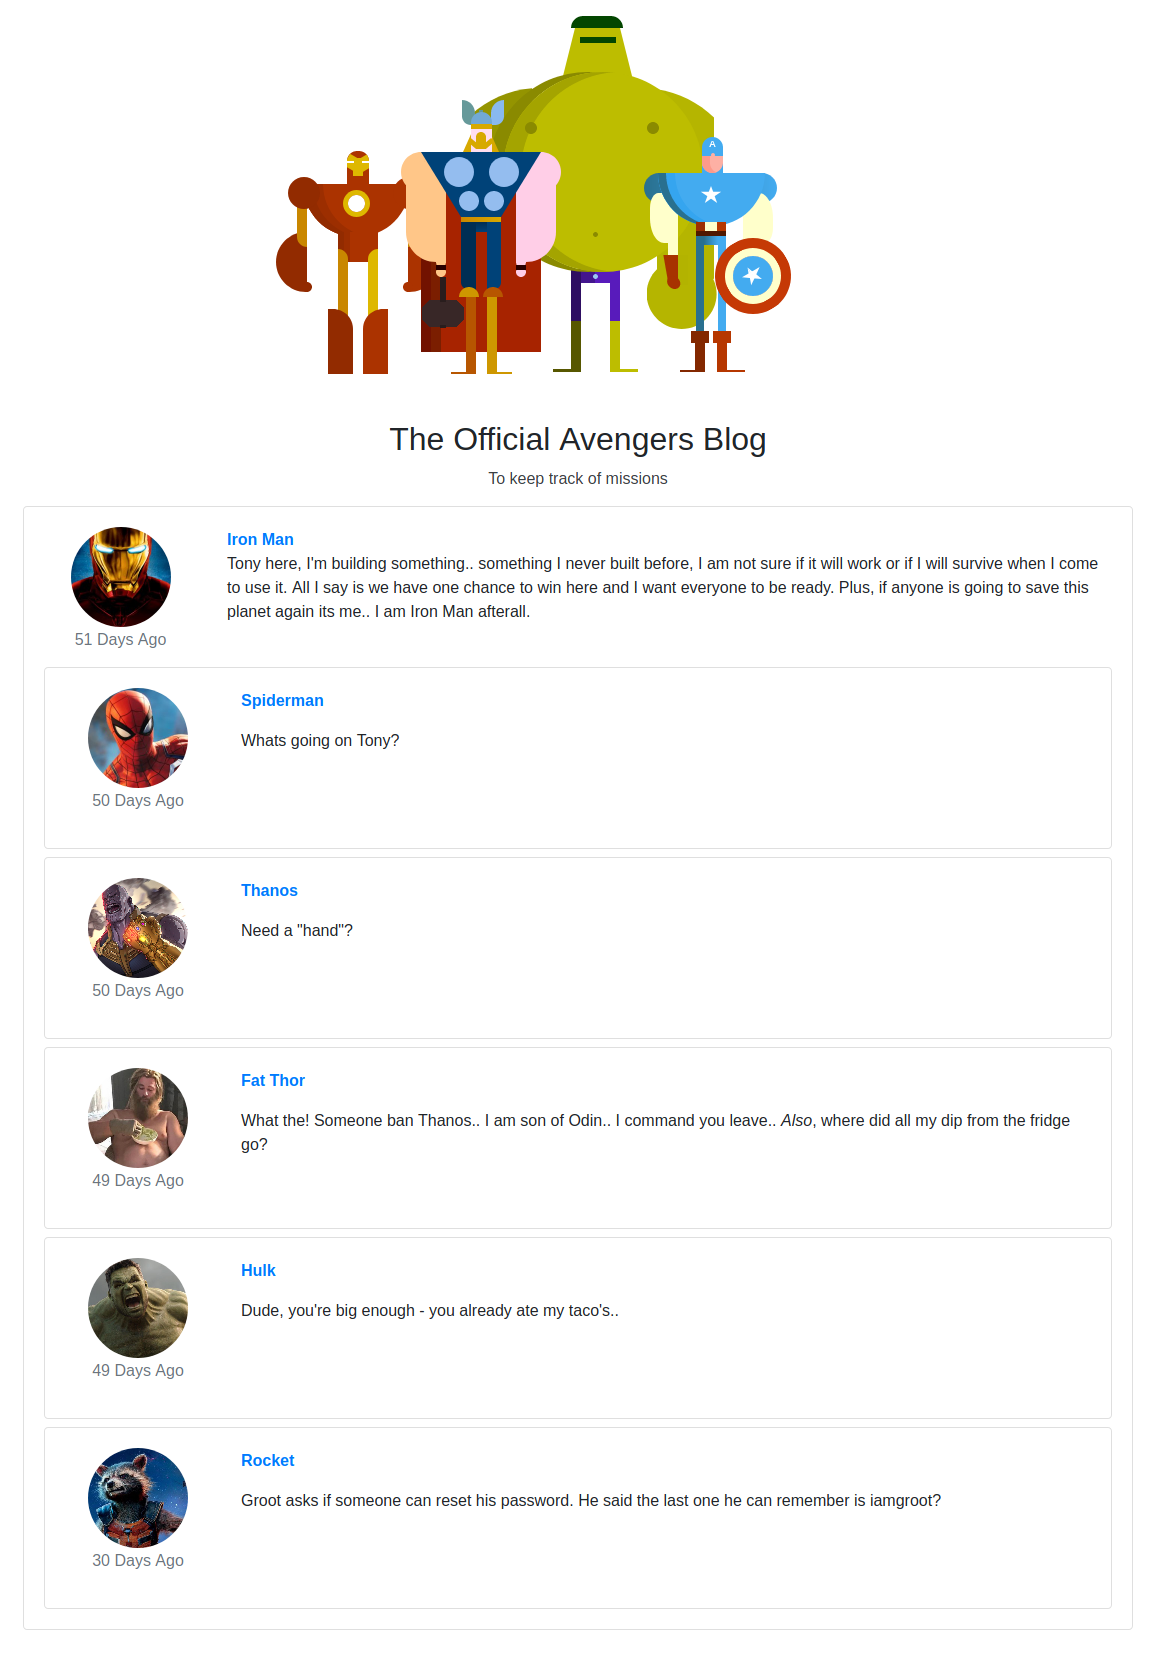 A
The Official Avengers Blog
To keep track of missions
Iron Man
Tony here, I'm building something.. something I never built before, I am not sure if it will work or if I will survive when I come
to use it. All I say is we have one chance to win here and I want everyone to be ready. Plus, if anyone is going to save this
planet again its me.. I am Iron Man afterall.
51 Days Ago
Spiderman
Whats going on Tony?
50 Days Ago
Thanos
Need a "hand"?
50 Days Ago
Fat Thor
What the! Someone ban Thanos.. I am son of Odin.. I command you leave.. Also, where did all my dip from the fridge
go?
49 Days Ago
Hulk
Dude, you're big enough - you already ate my taco's..
49 Days Ago
Rocket
Groot asks if someone can reset his password. He said the last one he can remember is iamgroot?
30 Days Ago